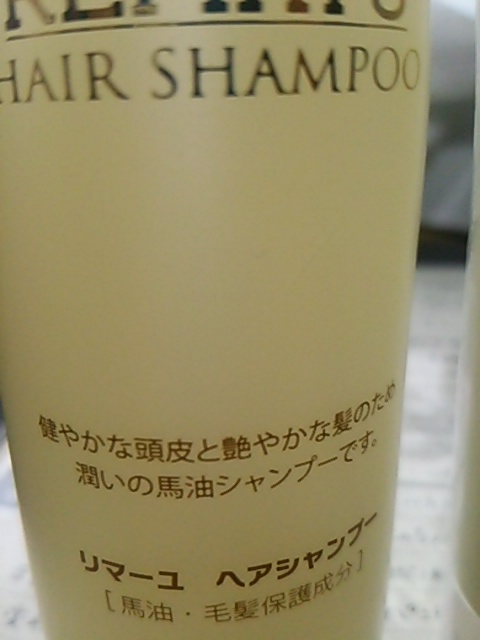 HAIR SHAMPOO
健やかな頭皮と艶やかな髪のため
潤いの馬油シャンプーです。
リマーユ ヘアシャンプー
[馬油・毛髪保護成分]